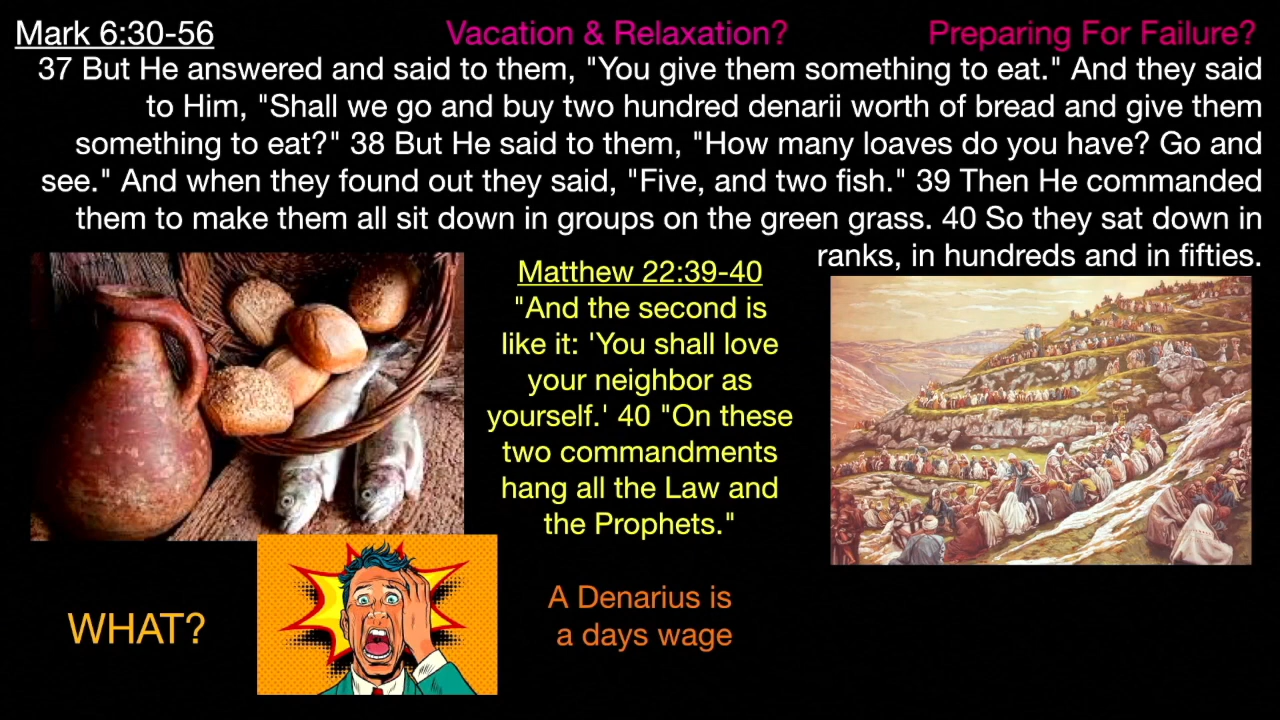 Mark 6:30-56
Vacation & Relaxation?
Preparing For Failure?
37 But He answered and said to them, "You give them something to eat." And they said
to Him, "Shall we go and buy two hundred denarii worth of bread and give them
something to eat?" 38 But He said to them, "How many loaves do you have? Go and
see." And when they found out they said, "Five, and two fish." 39 Then He commanded
them to make them all sit down in groups on the green grass. 40 So they sat down in
ranks, in hundreds and in fifties.
Matthew 22:39-40
"And the second is
like it: 'You shall love
your neighbor as
yourself.' 40 "On these
two commandments
hang all the Law and
the Prophets."
WHAT?
A Denarius is
a days wage